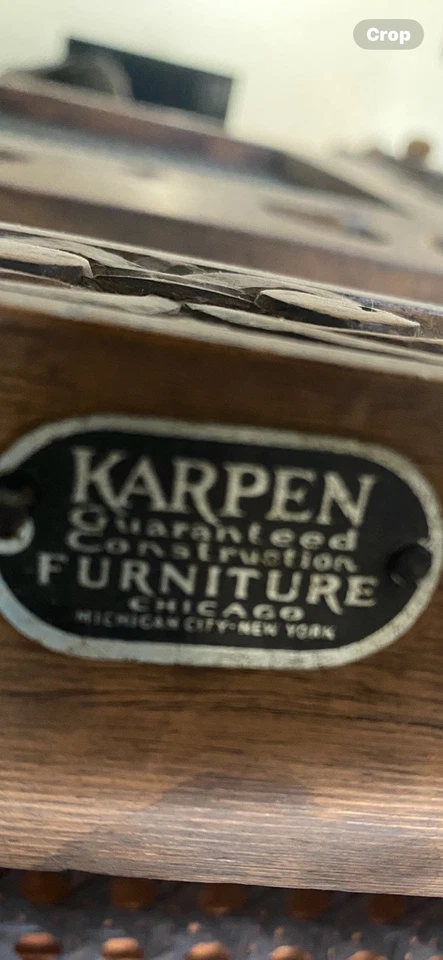 Crop
KARPEN
Guaranteed
Construction
FURNITURE
CHICAGO
MICHIGAN CITY-NEW YORK